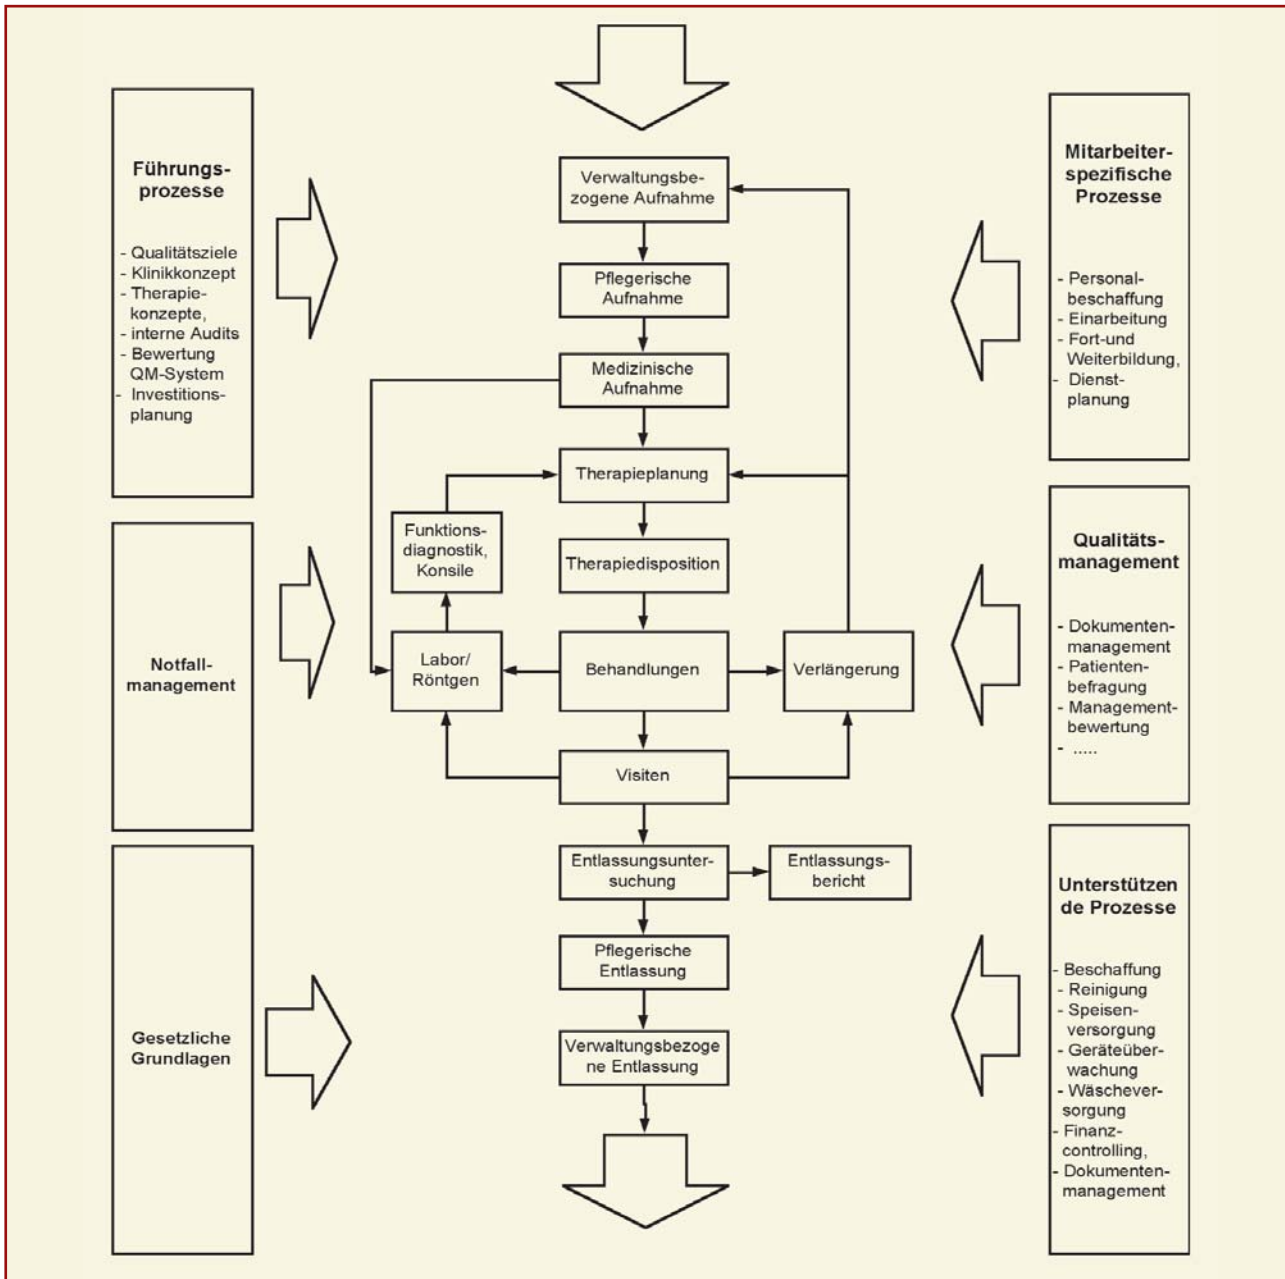 Führungs-
prozesse
- Qualitätsziele
- Klinikkonzept
- Therapie-
konzepte,
- interne Audits
- Bewertung
QM-System
- Investitions-
planung
Notfall-
management
Gesetzliche
Grundlagen
Verwaltungsbe-
zogene Aufnahme
Pflegerische
Aufnahme
Medizinische
Aufnahme
Therapieplanung
Funktions-
diagnostik,
Konsile
Therapiedisposition
Labor/
Röntgen
Behandlungen
Verlängerung
Visiten
Entlassungsunter-
suchung
Entlassungs-
bericht
Pflegerische
Entlassung
Verwaltungsbezoge
ne Entlassung
Mitarbeiter-
spezifische
Prozesse
- Personal-
beschaffung
- Einarbeitung
- Fort-und
Weiterbildung,
- Dienst-
planung
Qualitäts-
management
- Dokumenten-
management
- Patienten-
befragung
- Management-
bewertung
- .....
Unterstützen
de Prozesse
- Beschaffung
- Reinigung
- Speisen-
versorgung
- Geräteüber-
wachung
- Wäschever-
sorgung
- Finanz-
controlling,
- Dokumenten-
management